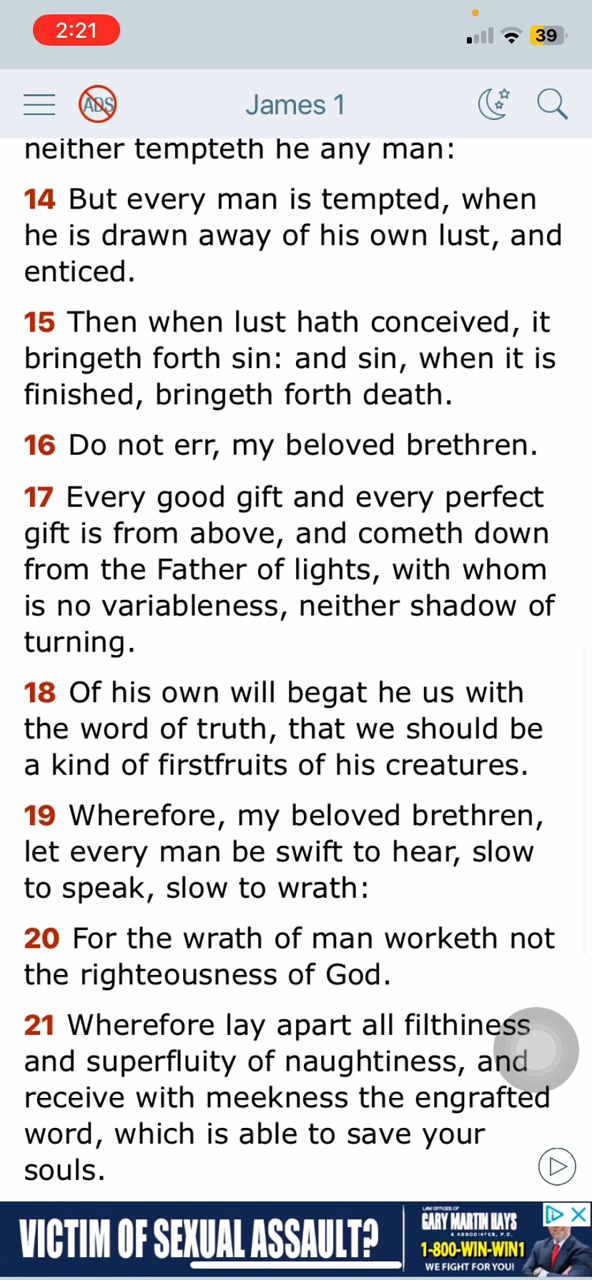 2:21
39
ADS
James 1
neither tempteth he any man:
14 But every man is tempted, when
he is drawn away of his own lust, and
enticed.
15 Then when lust hath conceived, it
bringeth forth sin: and sin, when it is
finished, bringeth forth death.
16 Do not err, my beloved brethren.
17 Every good gift and every perfect
gift is from above, and cometh down
from the Father of lights, with whom
is no variableness, neither shadow of
turning.
18 Of his own will begat he us with
the word of truth, that we should be
a kind of firstfruits of his creatures.
19 Wherefore, my beloved brethren,
let every man be swift to hear, slow
to speak, slow to wrath:
20 For the wrath of man worketh not
the righteousness of God.
21 Wherefore lay apart all filthiness
and superfluity of naughtiness, and
receive with meekness the engrafted
word, which is able to save your
souls.
VICTIM OF SEXUAL ASSAULT?
LAW OFFICES OF
GARY MARTIN HAYS
& ASSOCIATES, P.C.
1-800-WIN-WIN1
WE FIGHT FOR YOU!